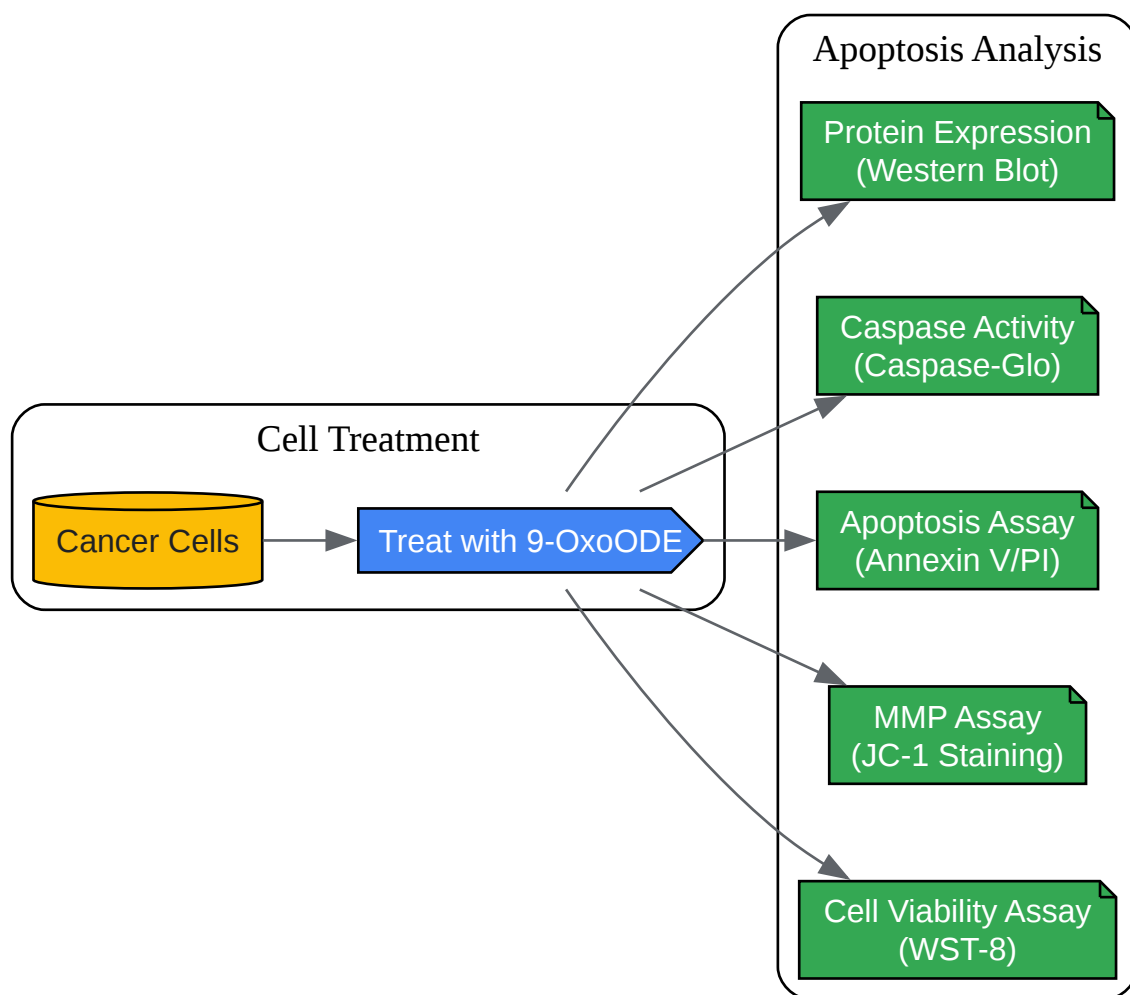 Apoptosis Analysis
Protein Expression
(Western Blot)
Caspase Activity
(Caspase-Glo)
Cell Treatment
Cancer Cells
Treat with 9-OxoODE
Apoptosis Assay
(Annexin V/PI)
MMP Assay
(JC-1 Staining)
Cell Viability Assay
(WST-8)